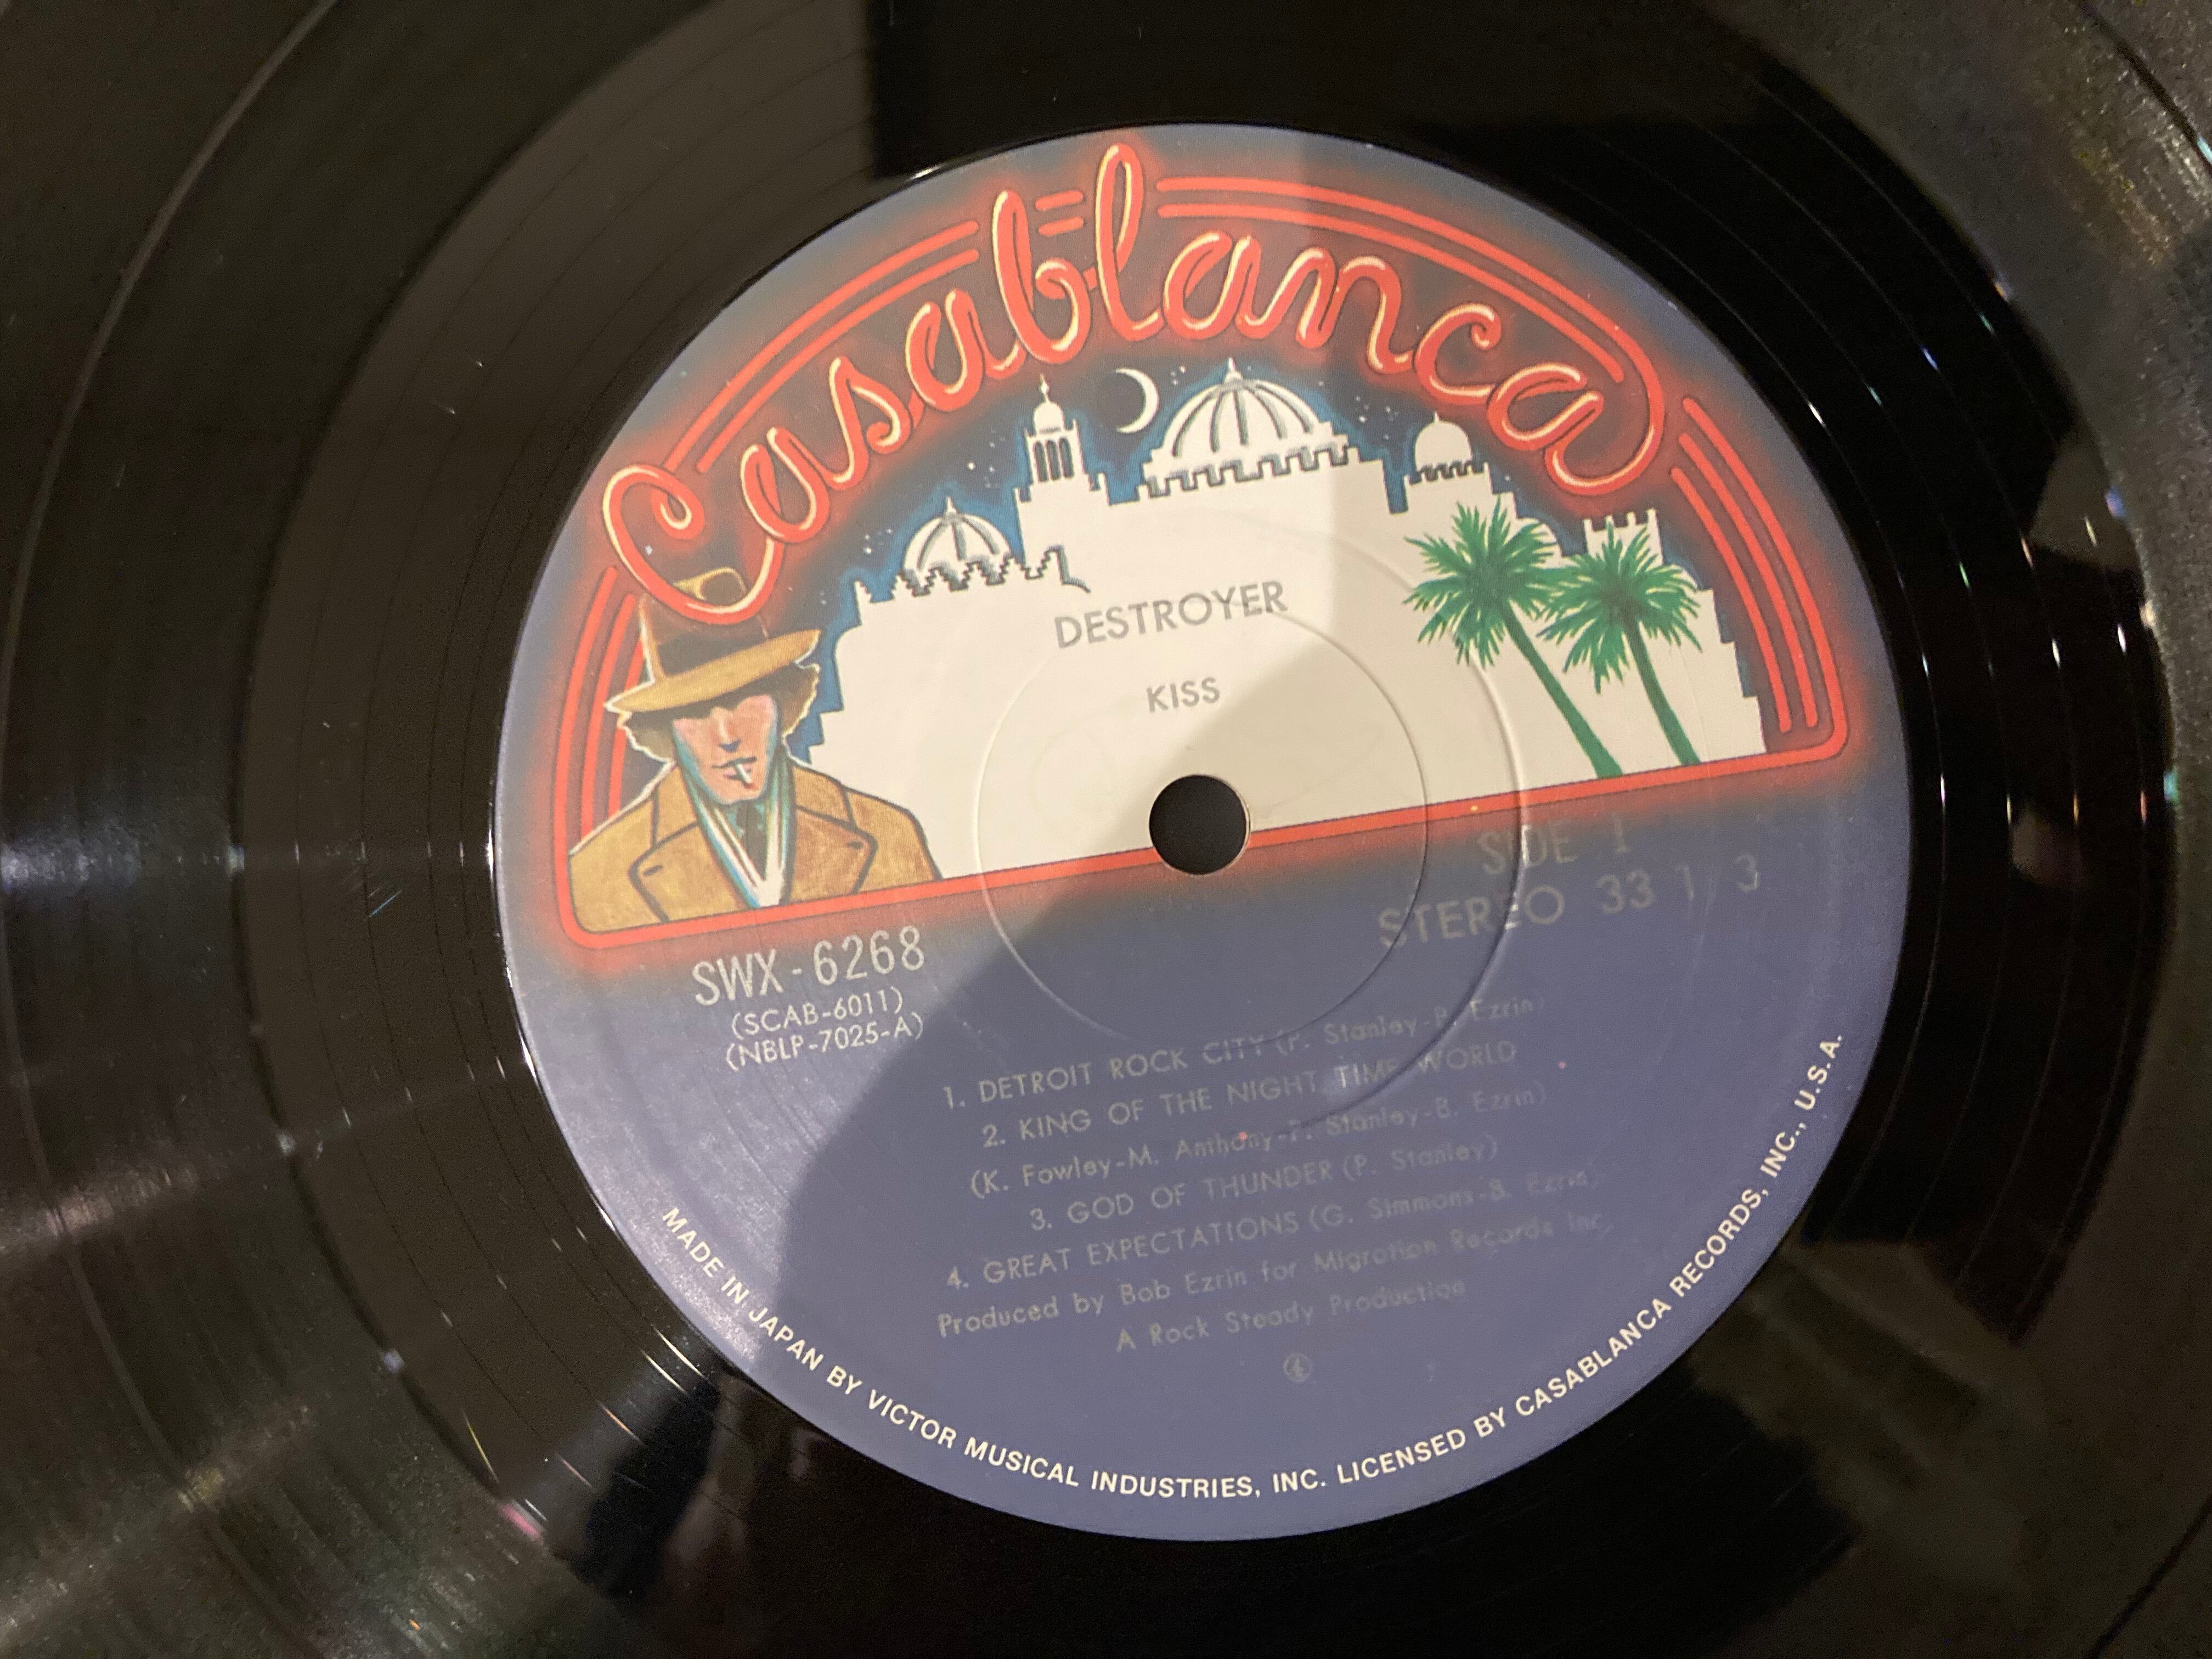 Casablanca
DESTROYER
KISS
SIDE 1
STEREO 33 1 3
SWX-6268
(SCAB-6011)
(NBLP-7025-A)
1. DETROIT ROCK CITY (P. Stanley-B. Ezrin)
2. KING OF THE NIGHT TIME WORLD
(K. Fowley-M. Anthony-P. Stanley-B. Ezrin)
3. GOD OF THUNDER (P. Stanley)
4. GREAT EXPECTATIONS (G. Simmons-B. Ezrin)
Produced by Bob Ezrin for Migration Records Inc,
A Rock Steady Production
④
MADE IN JAPAN BY VICTOR MUSICAL INDUSTRIES, INC. LICENSED BY CASABLANCA RECORDS, INC., U.S.A.